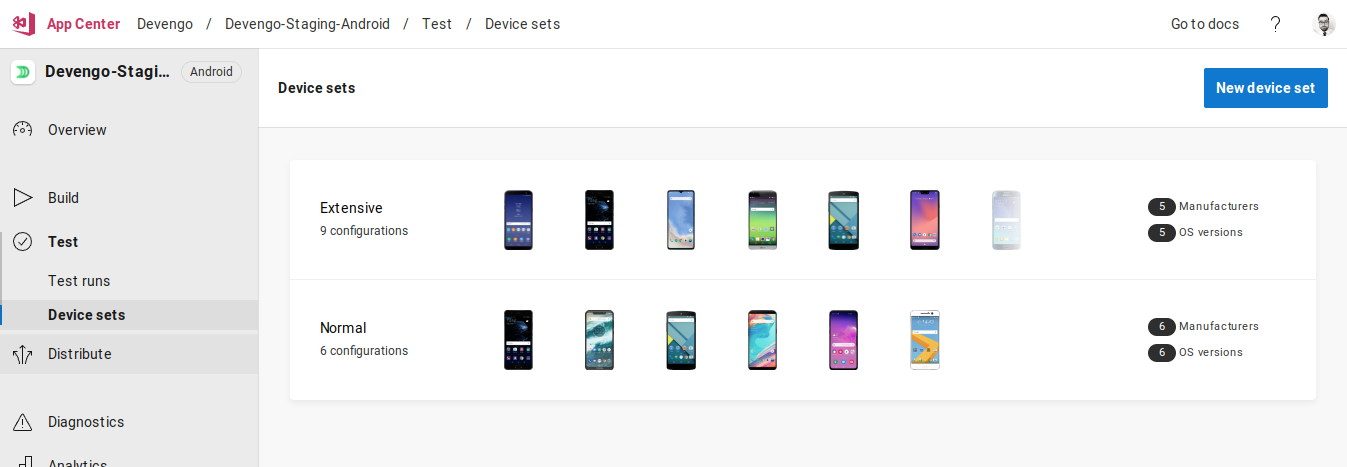 App Center Devengo / Devengo-Staging-Android / Test / Device sets Go to docs ?
Devengo-Stagi... Android
Device sets New device set
Overview
Build
Test
Test runs
Device sets
Distribute
Diagnostics
Analytics
Extensive
9 configurations
5 Manufacturers
5 OS versions
Normal
6 configurations
6 Manufacturers
6 OS versions